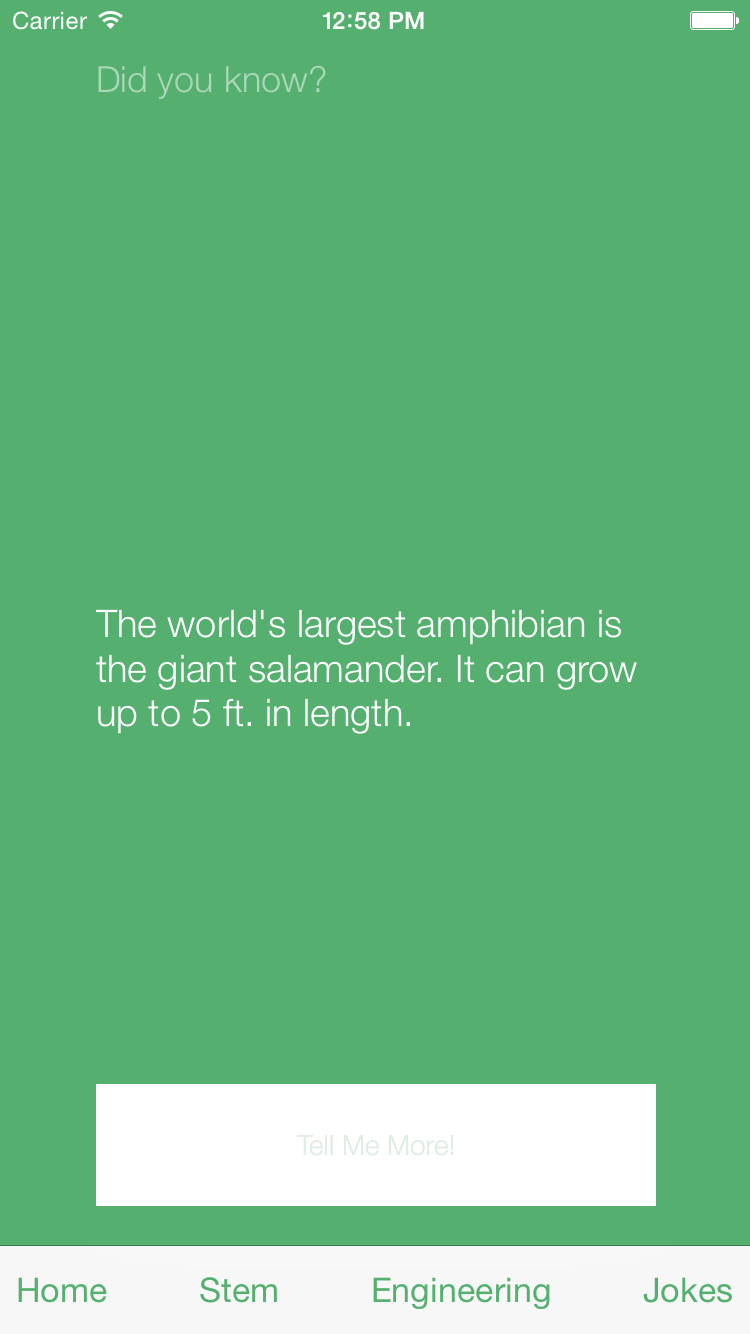 Carrier 12:58 PM
Did you know?
The world's largest amphibian is
the giant salamander. It can grow
up to 5 ft. in length.
Tell Me More!
Home Stem Engineering Jokes